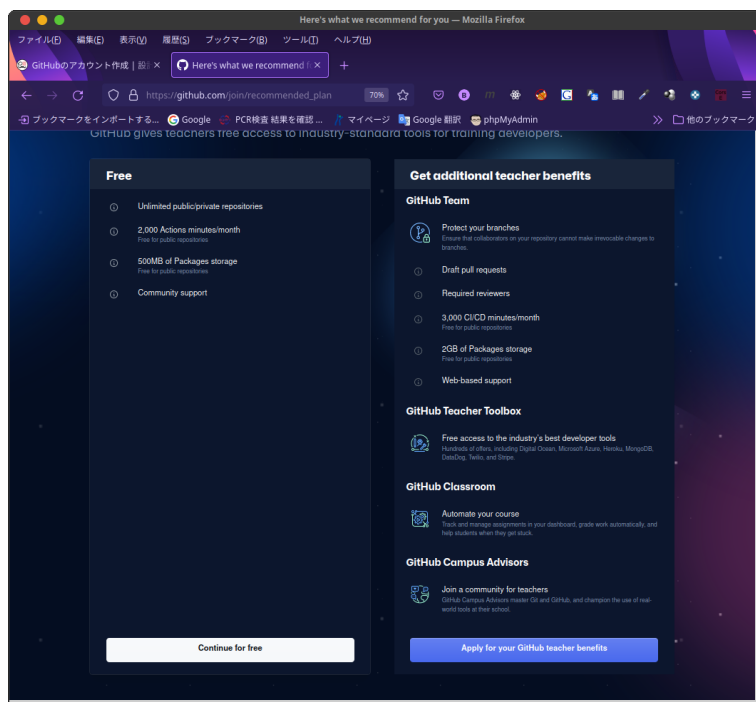 Here's what we recommend for you — Mozilla Firefox
ファイル(F) 編集(E) 表示(V) 履歴(S) ブックマーク(B) ツール(T) ヘルプ(H)
GitHubのアカウント作成 | 設
Here's what we recommend f
https://github.com/join/recommended_plan
70%
ブックマークをインポートする... Google PCR検査 結果を確認 ... マイページ Google 翻訳 phpMyAdmin 他のブックマーク
GitHub gives teachers free access to industry-standard tools for training developers.
Free
Unlimited public/private repositories
2,000 Actions minutes/month
Free for public repositories
500MB of Packages storage
Free for public repositories
Community support
Continue for free
Get additional teacher benefits
GitHub Team
Protect your branches
Ensure that collaborators on your repository cannot make irrevocable changes to
branches.
Draft pull requests
Required reviewers
3,000 CI/CD minutes/month
Free for public repositories
2GB of Packages storage
Free for public repositories
Web-based support
GitHub Teacher Toolbox
Free access to the industry's best developer tools
Hundreds of offers, including Digital Ocean, Microsoft Azure, Heroku, MongoDB,
DataDog, Twilio, and Stripe.
GitHub Classroom
Automate your course
Track and manage assignments in your dashboard, grade work automatically, and
help students when they get stuck.
GitHub Campus Advisors
Join a community for teachers
GitHub Campus Advisors master Git and GitHub, and champion the use of real-
world tools at their school.
Apply for your GitHub teacher benefits